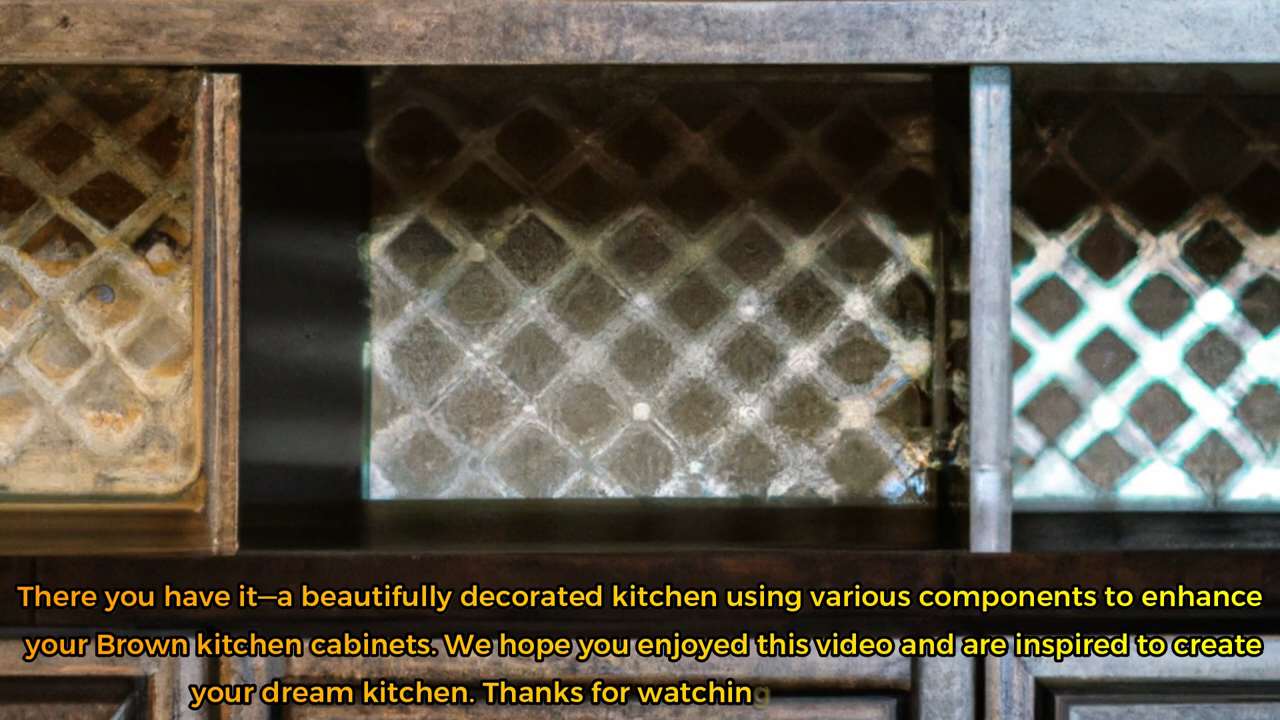 There you have it—a beautifully decorated kitchen using various components to enhance
your Brown kitchen cabinets. We hope you enjoyed this video and are inspired to create
your dream kitchen. Thanks for watching